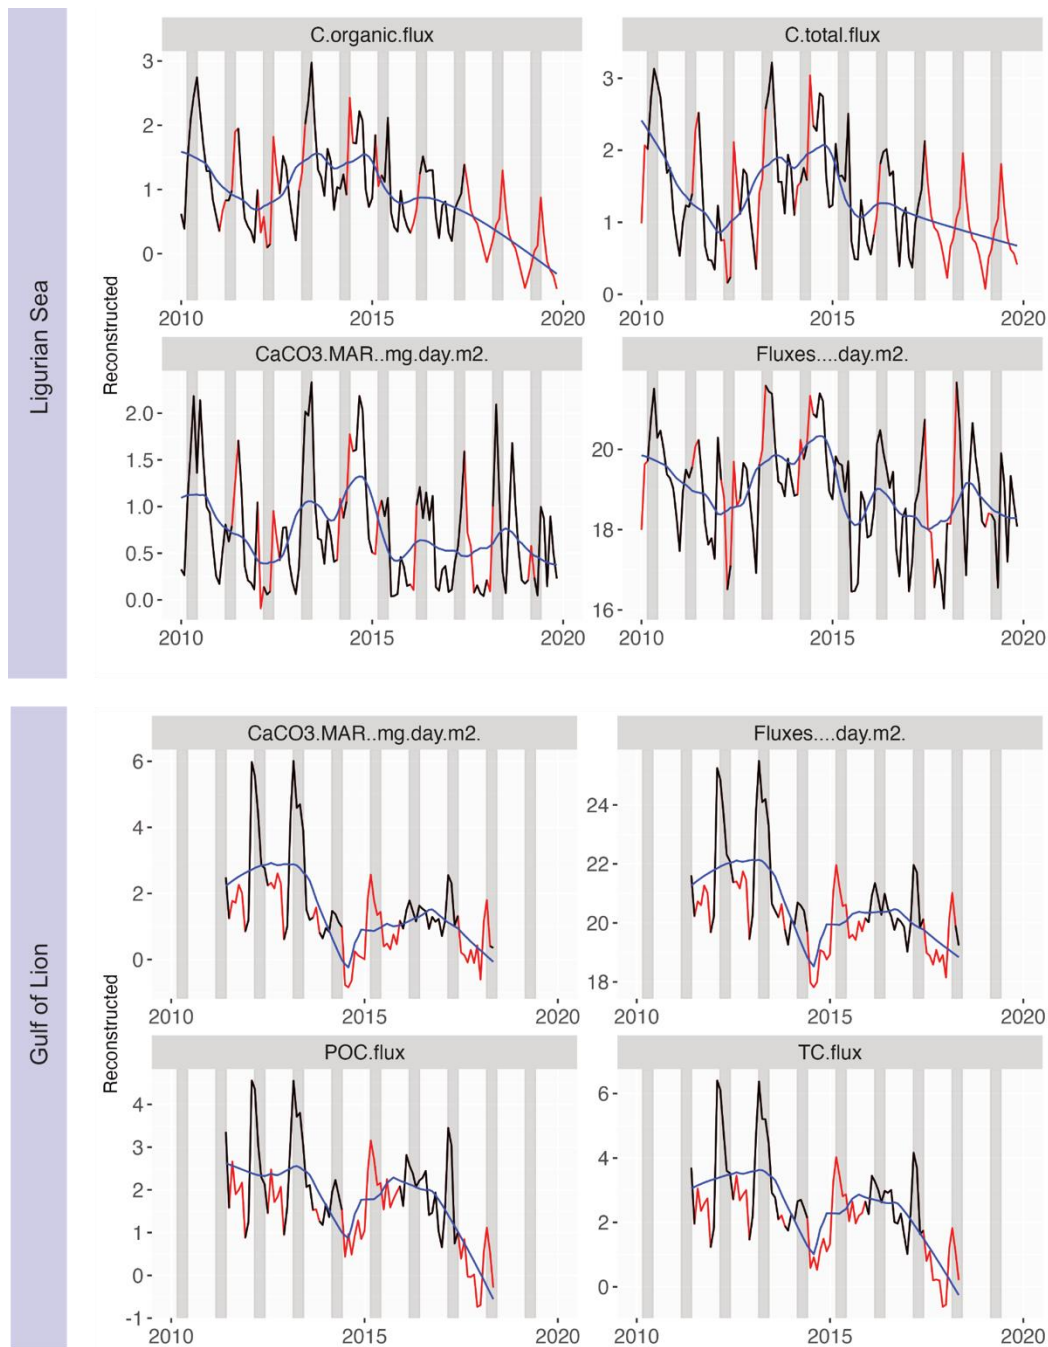 Ligurian Sea
Reconstructed
C.organic.flux
3
2
1
0
2010 2015 2020
C.total.flux
3
2
1
0
2010 2015 2020
CaCO3.MAR..mg.day.m2.
2.0
1.5
1.0
0.5
0.0
2010 2015 2020
Fluxes....day.m2.
20
18
16
2010 2015 2020
Gulf of Lion
Reconstructed
CaCO3.MAR..mg.day.m2.
6
4
2
0
2010 2015 2020
Fluxes....day.m2.
24
22
20
18
2010 2015 2020
POC.flux
4
3
2
1
0
-1
2010 2015 2020
TC.flux
6
4
2
0
2010 2015 2020